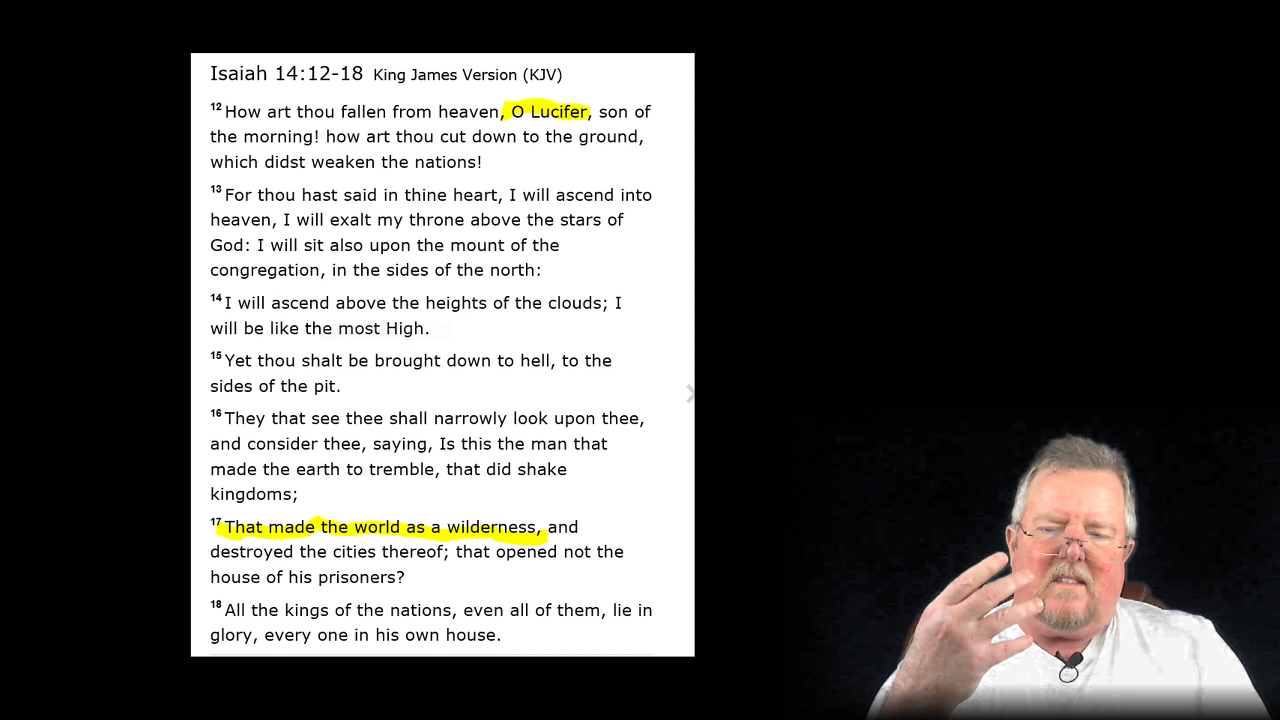 Isaiah 14:12-18 King James Version (KJV)
12 How art thou fallen from heaven, O Lucifer, son of
the morning! how art thou cut down to the ground,
which didst weaken the nations!
13 For thou hast said in thine heart, I will ascend into
heaven, I will exalt my throne above the stars of
God: I will sit also upon the mount of the
congregation, in the sides of the north:
14 I will ascend above the heights of the clouds; I
will be like the most High.
15 Yet thou shalt be brought down to hell, to the
sides of the pit.
16 They that see thee shall narrowly look upon thee,
and consider thee, saying, Is this the man that
made the earth to tremble, that did shake
kingdoms;
17 That made the world as a wilderness, and
destroyed the cities thereof; that opened not the
house of his prisoners?
18 All the kings of the nations, even all of them, lie in
glory, every one in his own house.